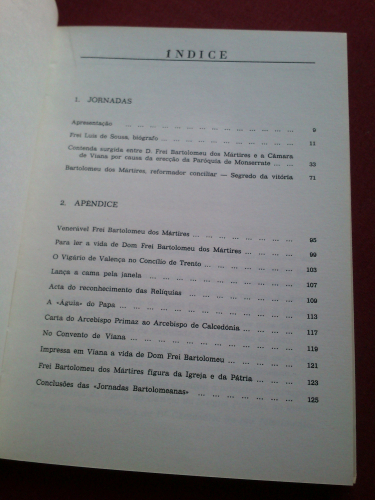 ÍNDICE
1. JORNADAS
Apresentação ... ... ... ... ... ... ... ... ... ... ... ... 9
Frei Luís de Sousa, biógrafo ... ... ... ... ... ... ... ... ... 11
Contenda surgida entre D. Frei Bartolomeu dos Mártires e a Câmara
de Viana por causa da erecção da Paróquia de Monserrate ... ... 33
Bartolomeu dos Mártires, reformador conciliar — Segredo da vitória 71
2. APENDICE
Venerável Frei Bartolomeu dos Mártires ... ... ... ... ... ... ... 95
Para ler a vida de Dom Frei Bartolomeu dos Mártires ... ... ... ... 99
O Vigário de Valença no Concílio de Trento ... ... ... ... ... ... 103
Lança a cama pela janela ... ... ... ... ... ... ... ... ... 107
Acta de reconhecimento das Relíquias ... ... ... ... ... ... ... 109
A «Águia» do Papa ... ... ... ... ... ... ... ... ... ... 113
Carta do Arcebispo Primaz ao Arcebispo de Calcedónia ... ... ... 117
No Convento de Viana ... ... ... ... ... ... ... ... ... ... 119
Impressa em Viana a vida de Dom Frei Bartolomeu ... ... ... ... 121
Frei Bartolomeu dos Mártires figura da Igreja e da Pátria ... ... ... 123
Conclusões das «Jornadas Bartolomeanas» ... ... ... ... ... ... 125